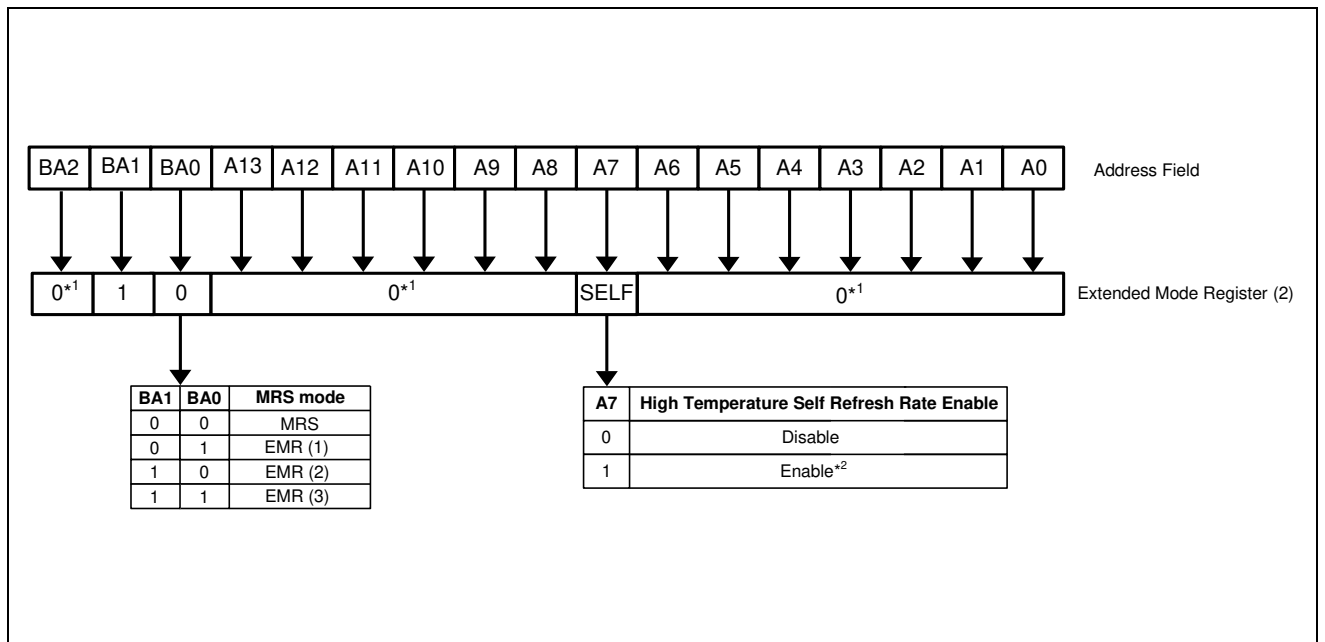 BA2 BA1 BA0 A13 A12 A11 A10 A9 A8 A7 A6 A5 A4 A3 A2 A1 A0 Address Field
0*1 1 0 0*1 SELF 0*1 Extended Mode Register (2)
BA1 BA0 MRS mode
0 0 MRS
0 1 EMR (1)
1 0 EMR (2)
1 1 EMR (3)
A7 High Temperature Self Refresh Rate Enable
0 Disable
1 Enable*2